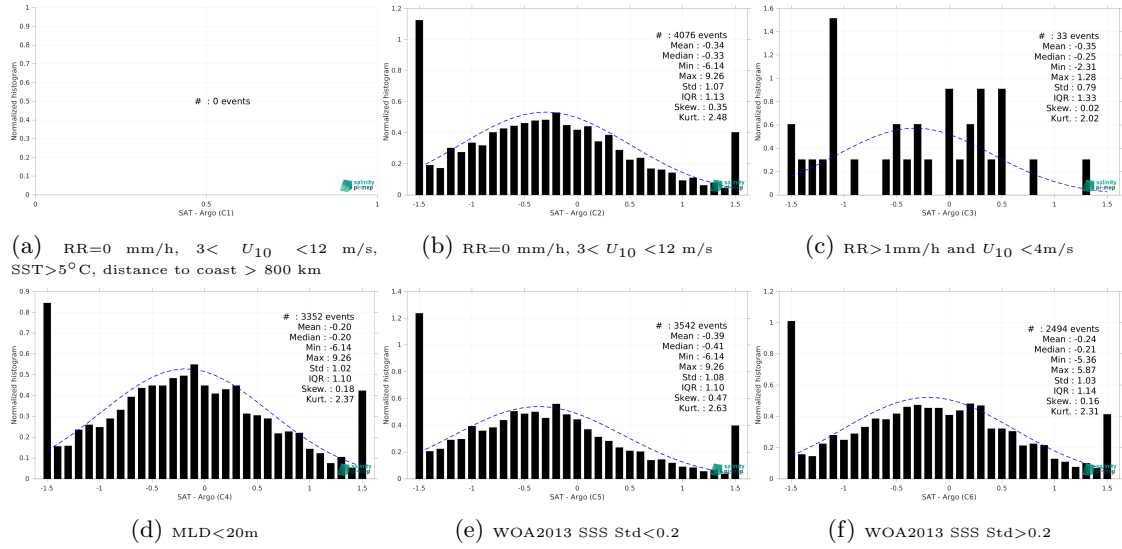 1
0.9
0.8
0.7
0.6
0.5
0.4
0.3
0.2
0.1
0
Normalized histogram
# : 0 events
salinity
pi-mep
0 0.5 1
SAT - Argo (C1)
(a) RR=0 mm/h, 3< U10 <12 m/s,
SST>5°C, distance to coast > 800 km
1.2
1
0.8
0.6
0.4
0.2
0
Normalized histogram
# : 4076 events
Mean : -0.34
Median : -0.33
Min : -6.14
Max : 9.26
Std : 1.07
IQR : 1.13
Skew. : 0.35
Kurt. : 2.48
salinity
pi-mep
-1.5 -1 -0.5 0 0.5 1 1.5
SAT - Argo (C2)
(b) RR=0 mm/h, 3< U10 <12 m/s
1.6
1.4
1.2
1
0.8
0.6
0.4
0.2
0
Normalized histogram
# : 33 events
Mean : -0.35
Median : -0.25
Min : -2.31
Max : 1.28
Std : 0.79
IQR : 1.33
Skew. : 0.02
Kurt. : 2.02
salinity
pi-mep
-1.5 -1 -0.5 0 0.5 1 1.5
SAT - Argo (C3)
(c) RR>1mm/h and U10 <4m/s
0.9
0.8
0.7
0.6
0.5
0.4
0.3
0.2
0.1
0
Normalized histogram
# : 3352 events
Mean : -0.20
Median : -0.20
Min : -6.14
Max : 9.26
Std : 1.02
IQR : 1.10
Skew. : 0.18
Kurt. : 2.37
salinity
pi-mep
-1.5 -1 -0.5 0 0.5 1 1.5
SAT - Argo (C4)
(d) MLD<20m
1.4
1.2
1
0.8
0.6
0.4
0.2
0
Normalized histogram
# : 3542 events
Mean : -0.39
Median : -0.41
Min : -6.14
Max : 9.26
Std : 1.08
IQR : 1.10
Skew. : 0.47
Kurt. : 2.63
salinity
pi-mep
-1.5 -1 -0.5 0 0.5 1 1.5
SAT - Argo (C5)
(e) WOA2013 SSS Std<0.2
1.2
1
0.8
0.6
0.4
0.2
0
Normalized histogram
# : 2494 events
Mean : -0.24
Median : -0.21
Min : -5.36
Max : 5.87
Std : 1.03
IQR : 1.14
Skew. : 0.16
Kurt. : 2.31
salinity
pi-mep
-1.5 -1 -0.5 0 0.5 1 1.5
SAT - Argo (C6)
(f) WOA2013 SSS Std>0.2